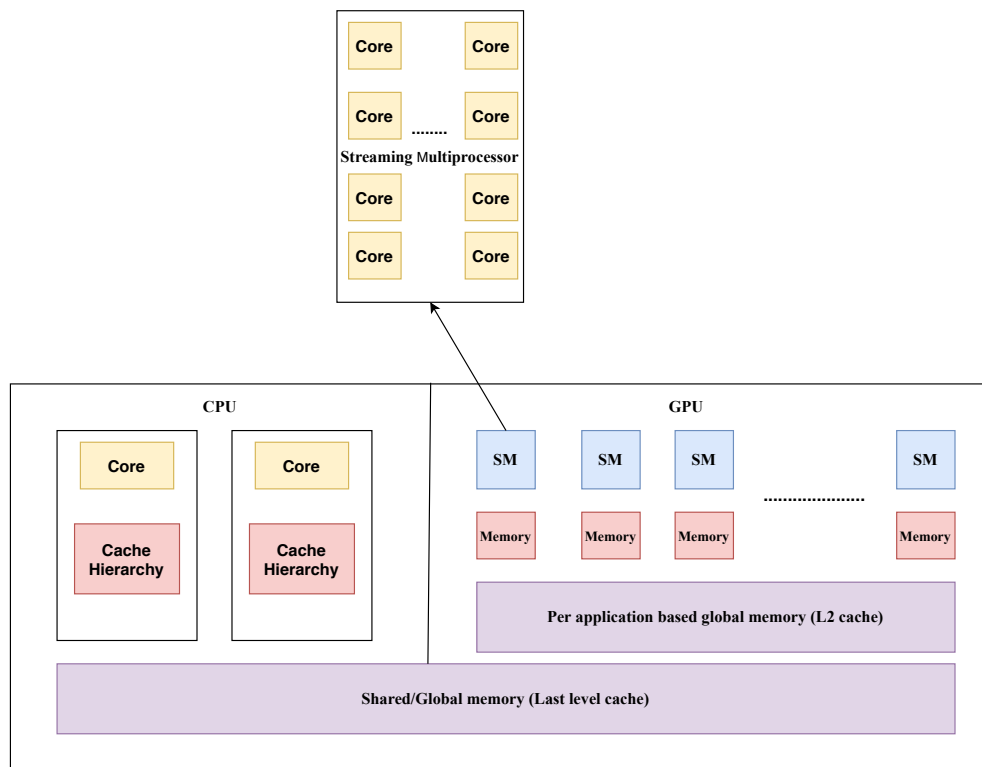 Core Core
Core ........ Core
Streaming Multiprocessor
Core Core
Core Core
CPU GPU
Core Core SM SM SM ..................... SM
Cache Hierarchy Cache Hierarchy Memory Memory Memory Memory
Per application based global memory (L2 cache)
Shared/Global memory (Last level cache)